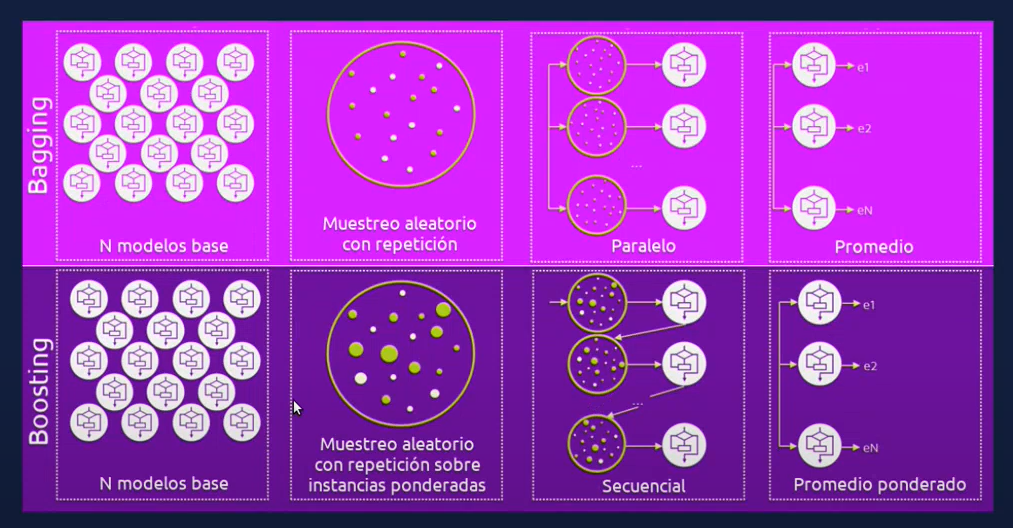 Bagging
N modelos base
Muestreo aleatorio
con repetición
...
Paralelo
e1
e2
eN
Promedio
Boosting
N modelos base
Muestreo aleatorio
con repetición sobre
instancias ponderadas
...
Secuencial
e1
e2
eN
Promedio ponderado